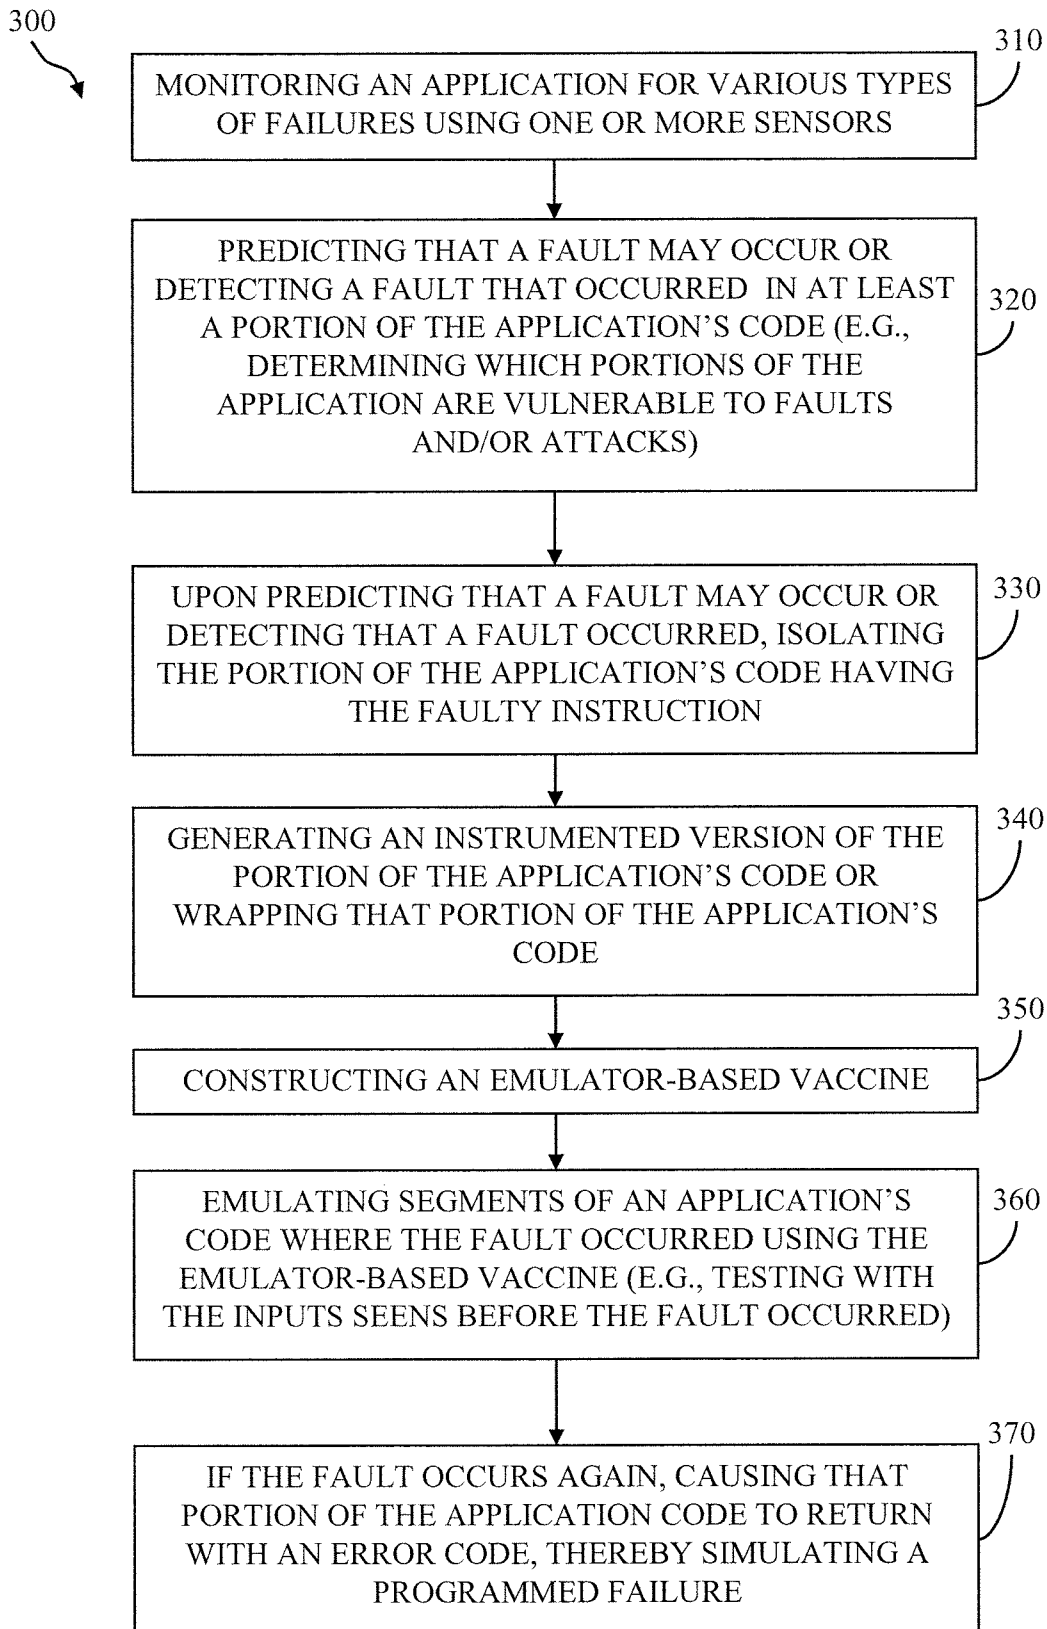 300
310
MONITORING AN APPLICATION FOR VARIOUS TYPES
OF FAILURES USING ONE OR MORE SENSORS
320
PREDICTING THAT A FAULT MAY OCCUR OR
DETECTING A FAULT THAT OCCURRED IN AT LEAST
A PORTION OF THE APPLICATION'S CODE (E.G.,
DETERMINING WHICH PORTIONS OF THE
APPLICATION ARE VULNERABLE TO FAULTS
AND/OR ATTACKS)
330
UPON PREDICTING THAT A FAULT MAY OCCUR OR
DETECTING THAT A FAULT OCCURRED, ISOLATING
THE PORTION OF THE APPLICATION'S CODE HAVING
THE FAULTY INSTRUCTION
340
GENERATING AN INSTRUMENTED VERSION OF THE
PORTION OF THE APPLICATION'S CODE OR
WRAPPING THAT PORTION OF THE APPLICATION'S
CODE
350
CONSTRUCTING AN EMULATOR-BASED VACCINE
360
EMULATING SEGMENTS OF AN APPLICATION'S
CODE WHERE THE FAULT OCCURRED USING THE
EMULATOR-BASED VACCINE (E.G., TESTING WITH
THE INPUTS SEENS BEFORE THE FAULT OCCURRED)
370
IF THE FAULT OCCURS AGAIN, CAUSING THAT
PORTION OF THE APPLICATION CODE TO RETURN
WITH AN ERROR CODE, THEREBY SIMULATING A
PROGRAMMED FAILURE